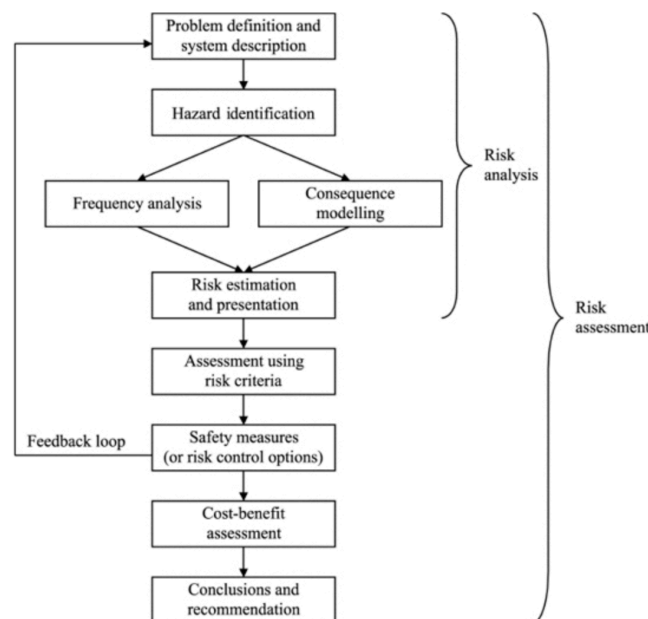 Problem definition and
system description
Hazard identification
Frequency analysis
Consequence
modelling
Risk
analysis
Risk estimation
and presentation
Risk
assessment
Assessment using
risk criteria
Feedback loop
Safety measures
(or risk control options)
Cost-benefit
assessment
Conclusions and
recommendation